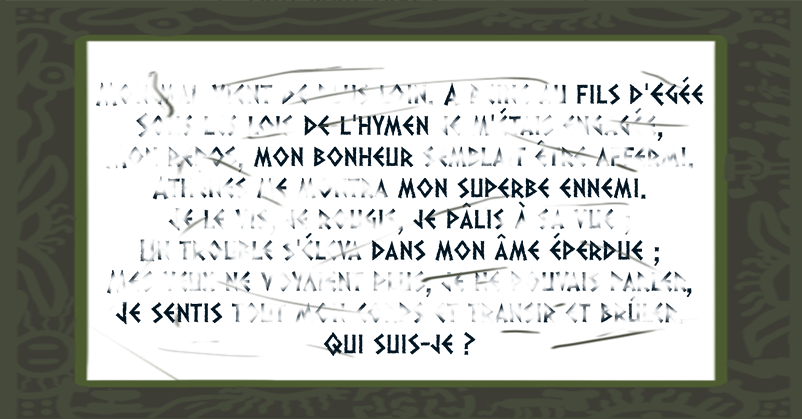 MON MAL VIENT DE PLUS LOIN. A PEINE AU FILS D'ÉGÉE
SOUS LES LOIS DE L'HYMEN JE M'ÉTAIS ENGAGÉE,
MON REPOS, MON BONHEUR SEMBLAIT ÊTRE AFFERMI.
ATHENES ME MONTRA MON SUPERBE ENNEMI.
JE LE VIS, JE ROUGIS, JE PÂLIS À SA VUE ;
UN TROUBLE S'ÉLEVA DANS MON ÂME ÉPERDUE ;
MES YEUX NE VOYAIENT PLUS, JE NE POUVAIS PARLER,
JE SENTIS TOUT MON CORPS ET TRANSIR ET BRÛLER.
QUI SUIS-JE ?